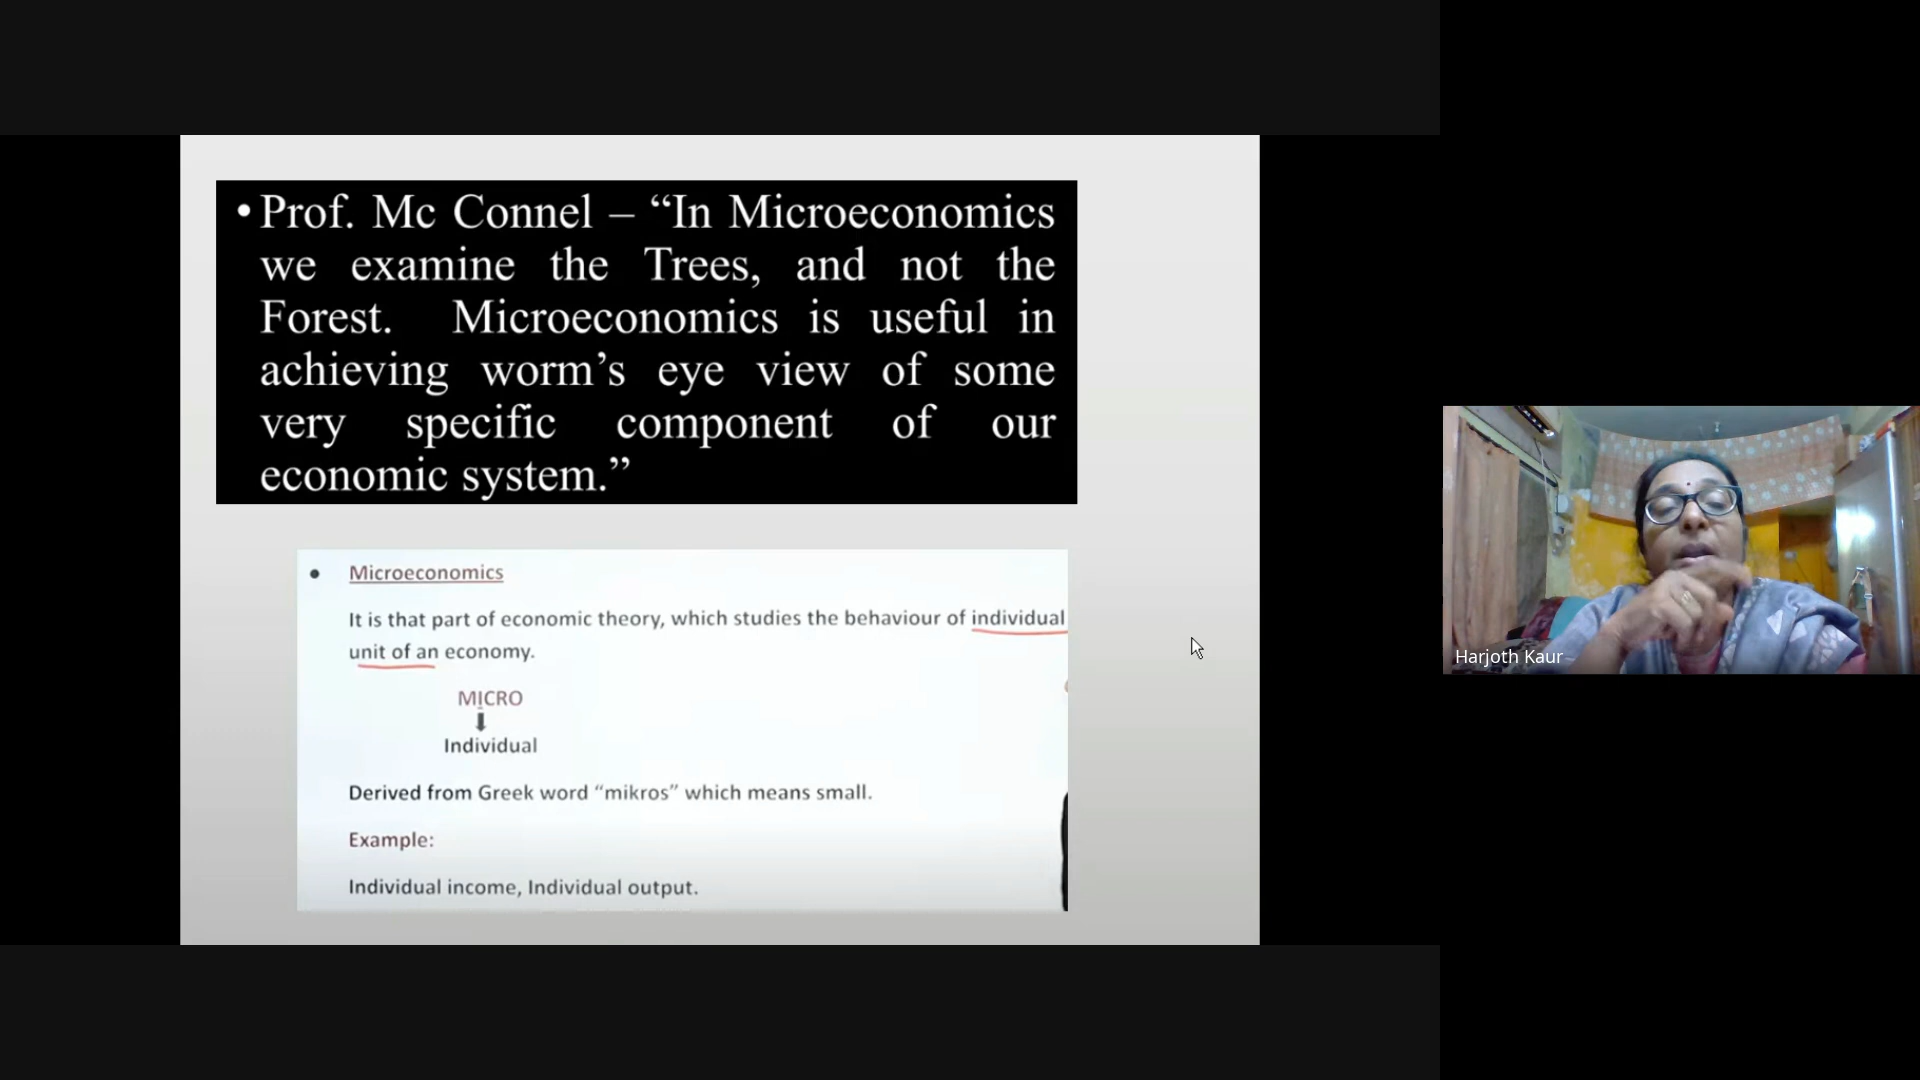 • Prof. Mc Connel – “In Microeconomics
we examine the Trees, and not the
Forest. Microeconomics is useful in
achieving worm’s eye view of some
very specific component of our
economic system.”
• Microeconomics
It is that part of economic theory, which studies the behaviour of individual
unit of an economy.
MICRO
Individual
Derived from Greek word “mikros” which means small.
Example:
Individual income, Individual output.
Harjoth Kaur